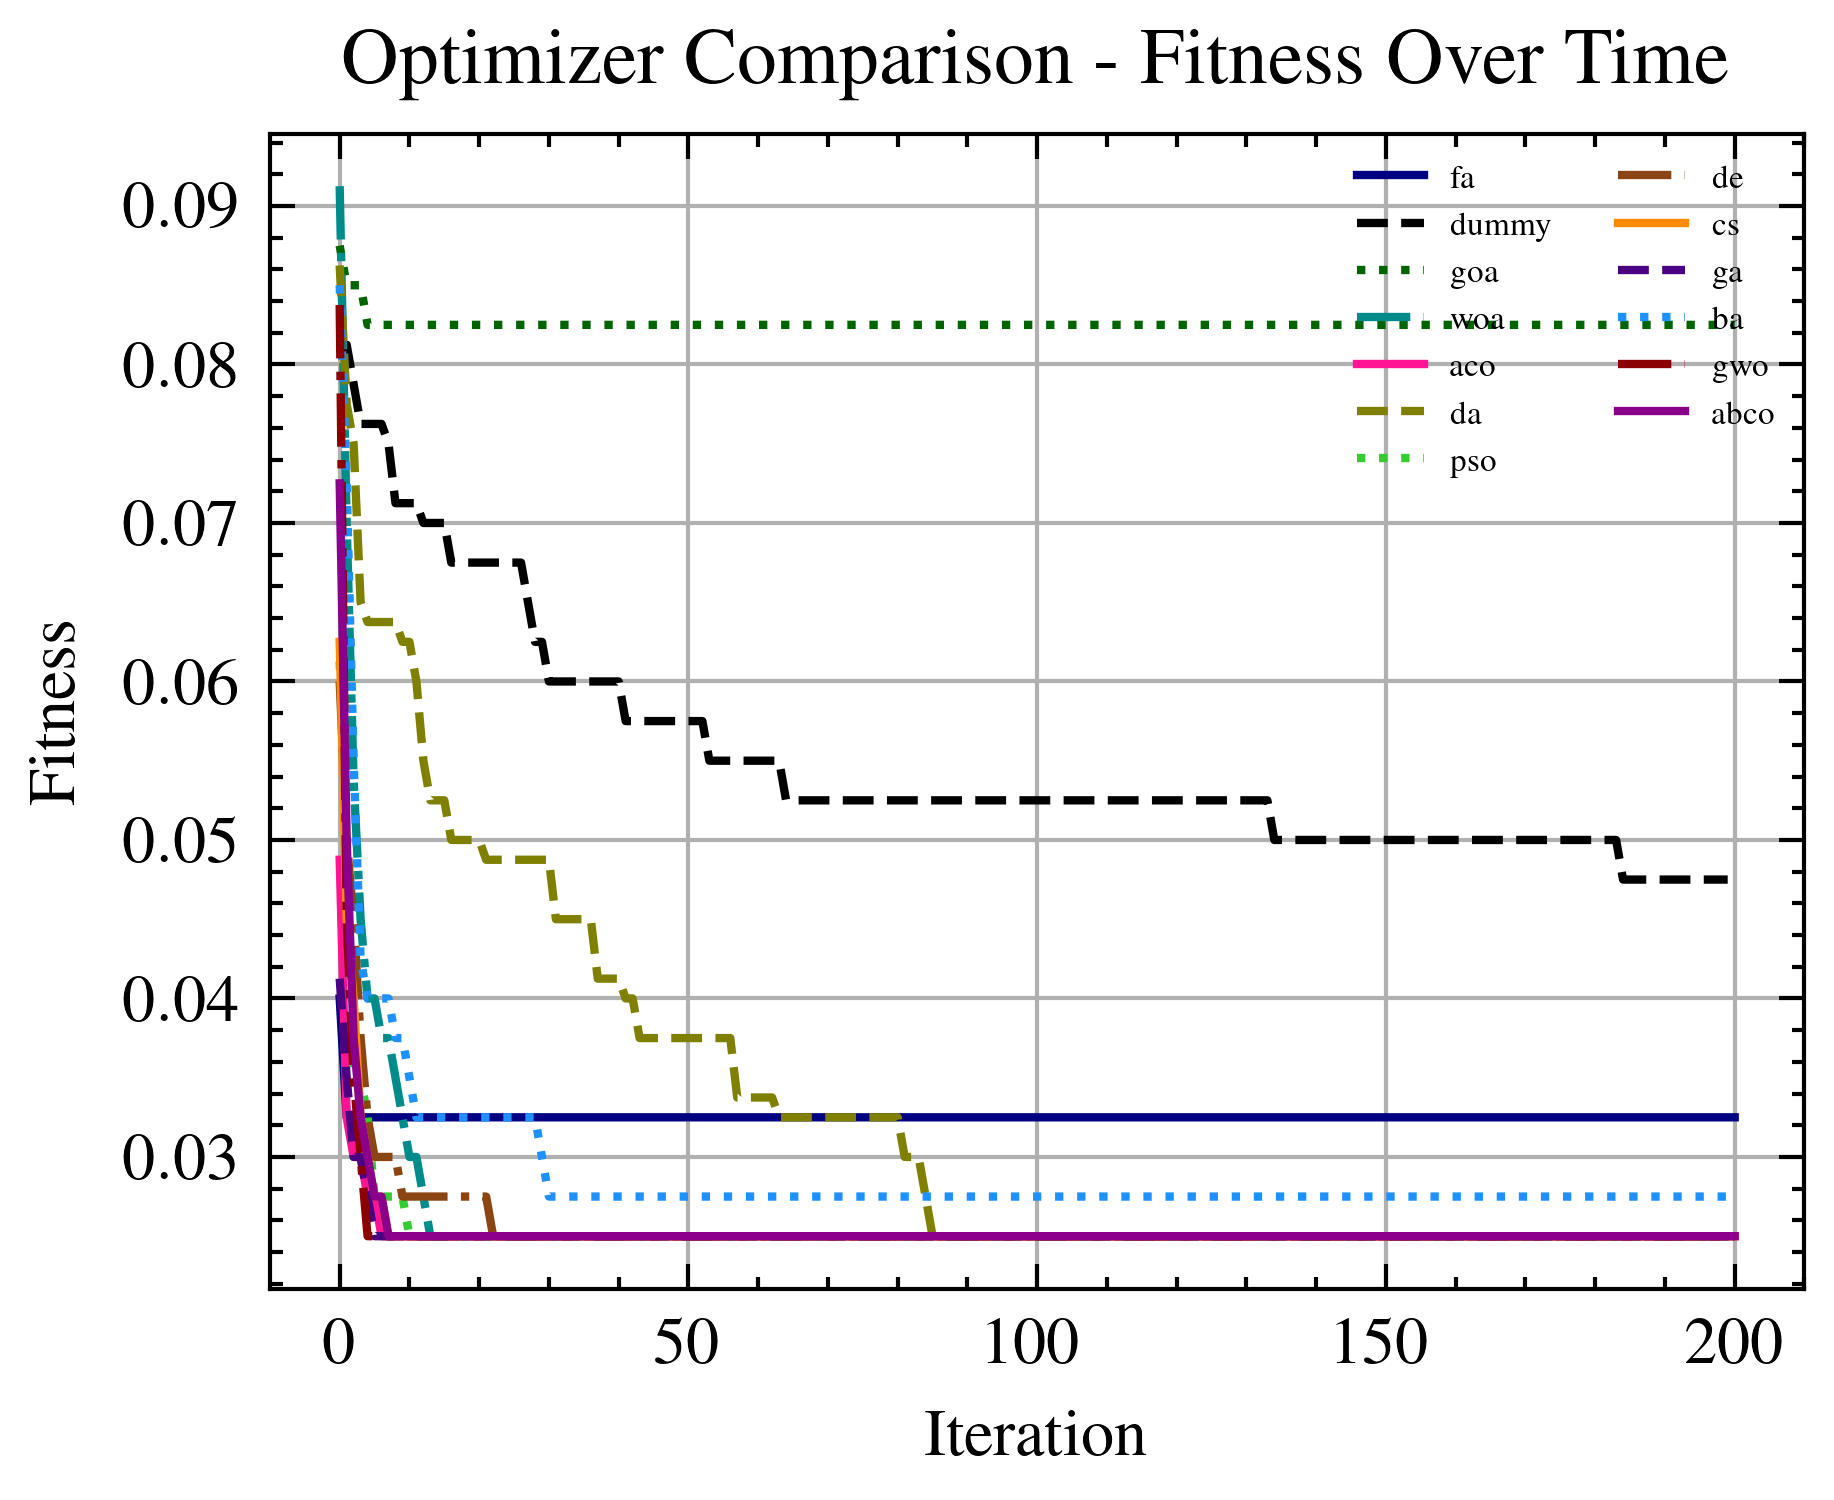 Optimizer Comparison - Fitness Over Time
0.09
0.08
0.07
0.06
0.05
0.04
0.03
Fitness
fa
dummy
goa
woa
aco
da
pso
de
cs
ga
ba
gwo
abco
0 50 100 150 200
Iteration